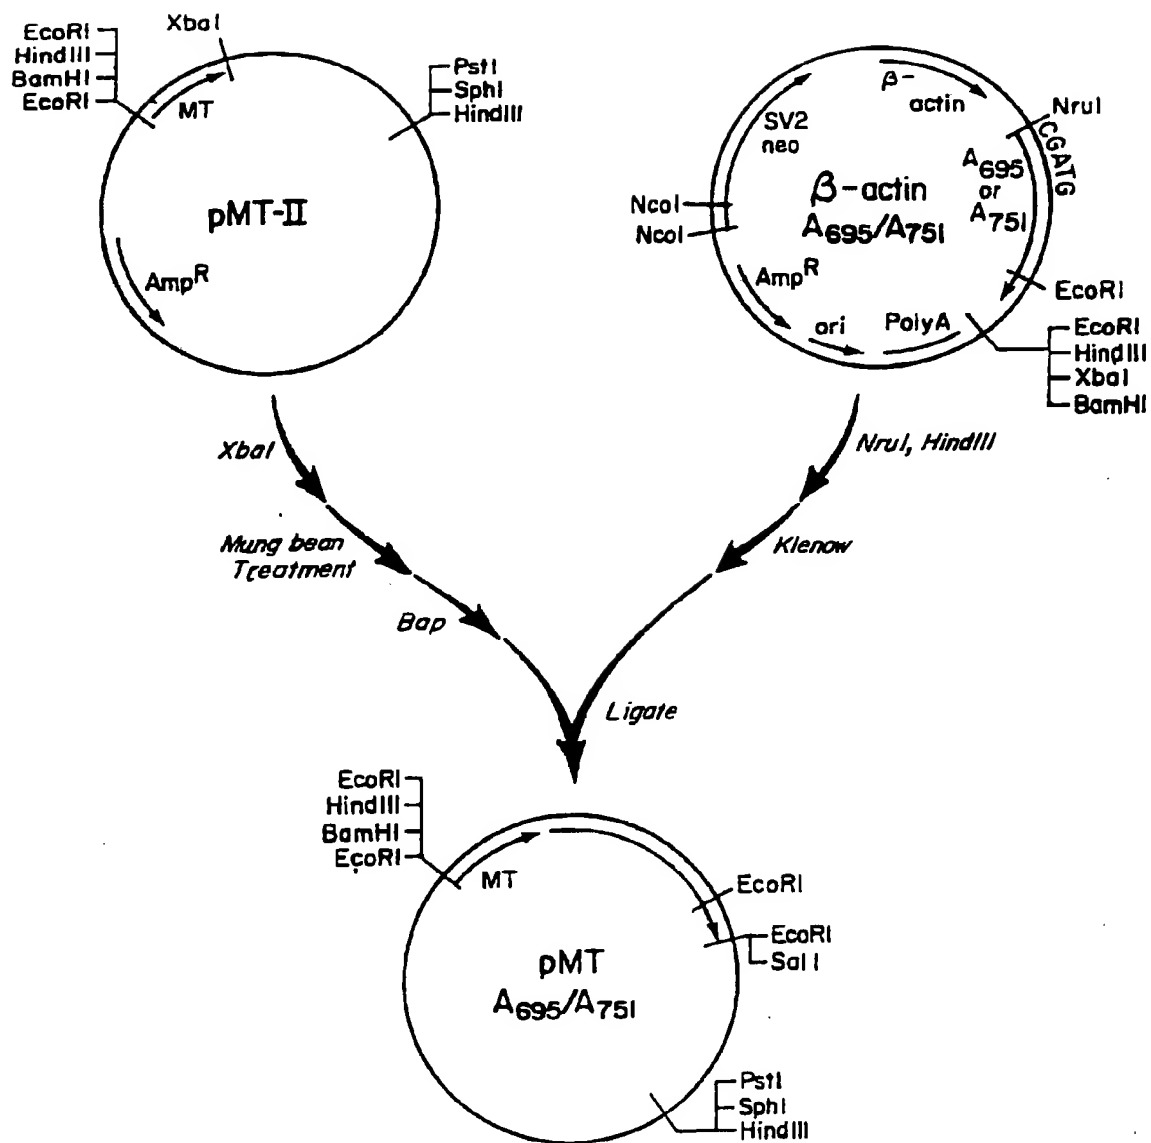 EcoRI
HindIII
BamHI
EcoRI
XbaI
MT
PstI
SphI
HindIII
pMT-II
Amp^R
β-
actin
NruI
CGATG
SV2
neo
A695
or
A751
β-actin
A695/A751
NcoI
NcoI
Amp^R
ori
PolyA
EcoRI
EcoRI
HindIII
XbaI
BamHI
XbaI
NruI, HindIII
Mung bean
Treatment
Klenow
Bap
Ligate
EcoRI
HindIII
BamHI
EcoRI
MT
EcoRI
EcoRI
SalI
pMT
A695/A751
PstI
SphI
HindIII